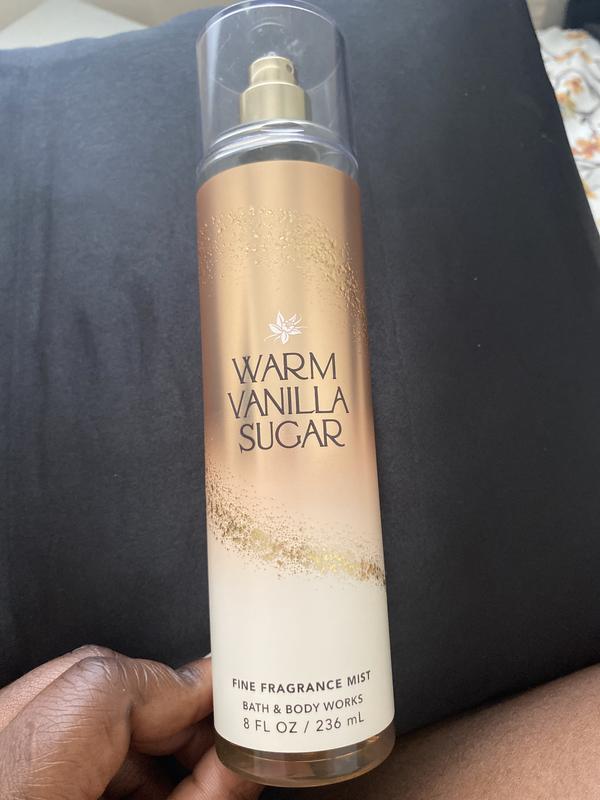 WARM
VANILLA
SUGAR
FINE FRAGRANCE MIST
BATH & BODY WORKS
8 FL OZ / 236 mL